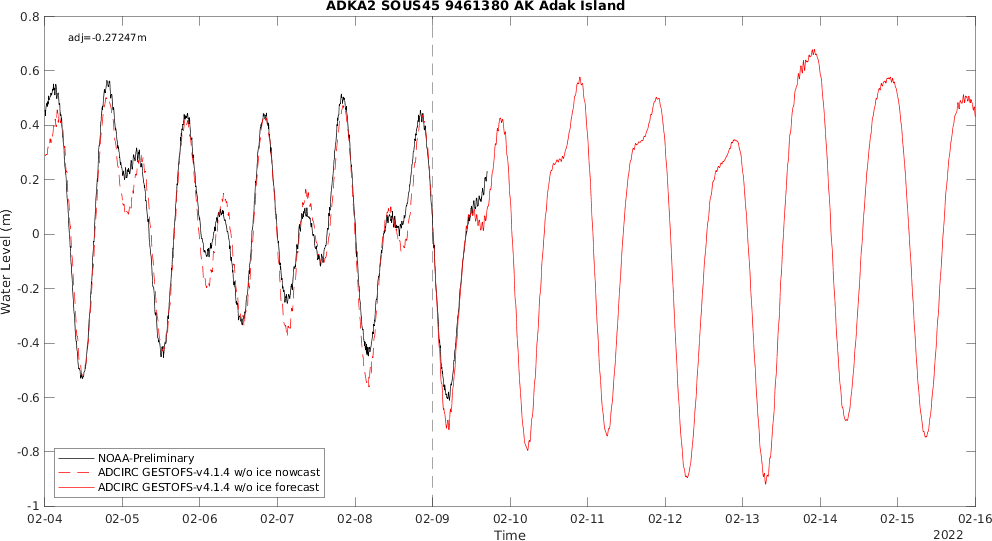 ADKA2 SOUS45 9461380 AK Adak Island
adj=-0.27247m
0.8
0.6
0.4
0.2
0
-0.2
-0.4
-0.6
-0.8
-1
Water Level (m)
NOAA-Preliminary
ADCIRC GESTOFS-v4.1.4 w/o ice nowcast
ADCIRC GESTOFS-v4.1.4 w/o ice forecast
02-04 02-05 02-06 02-07 02-08 02-09 02-10 02-11 02-12 02-13 02-14 02-15 02-16
Time
2022